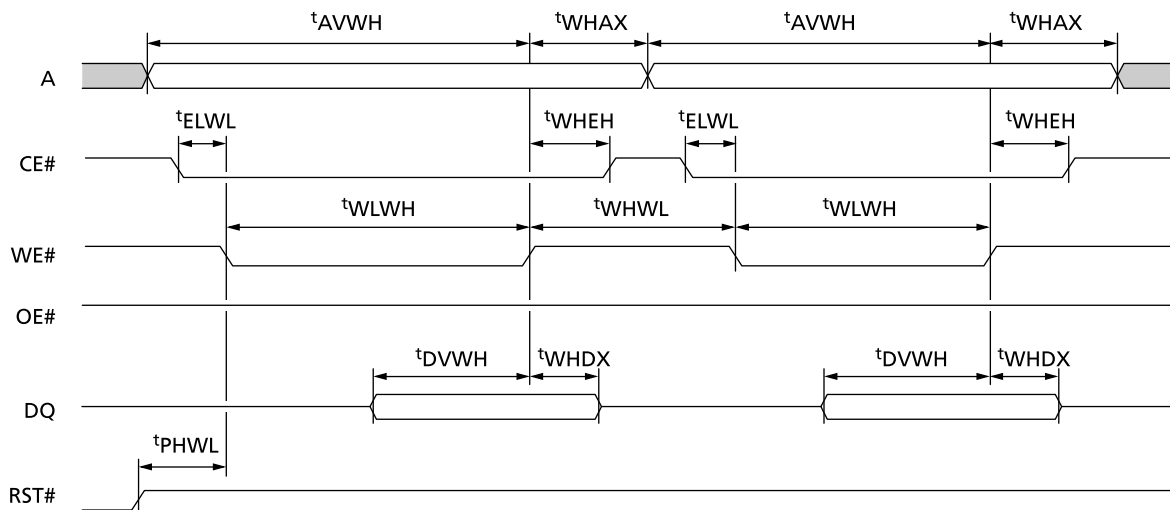 tAVWH tWHAX tAVWH tWHAX
A
tELWL tWHEH tELWL tWHEH
CE#
tWLWH tWHWL tWLWH
WE#
OE#
tDVWH tWHDX tDVWH tWHDX
DQ
tPHWL
RST#